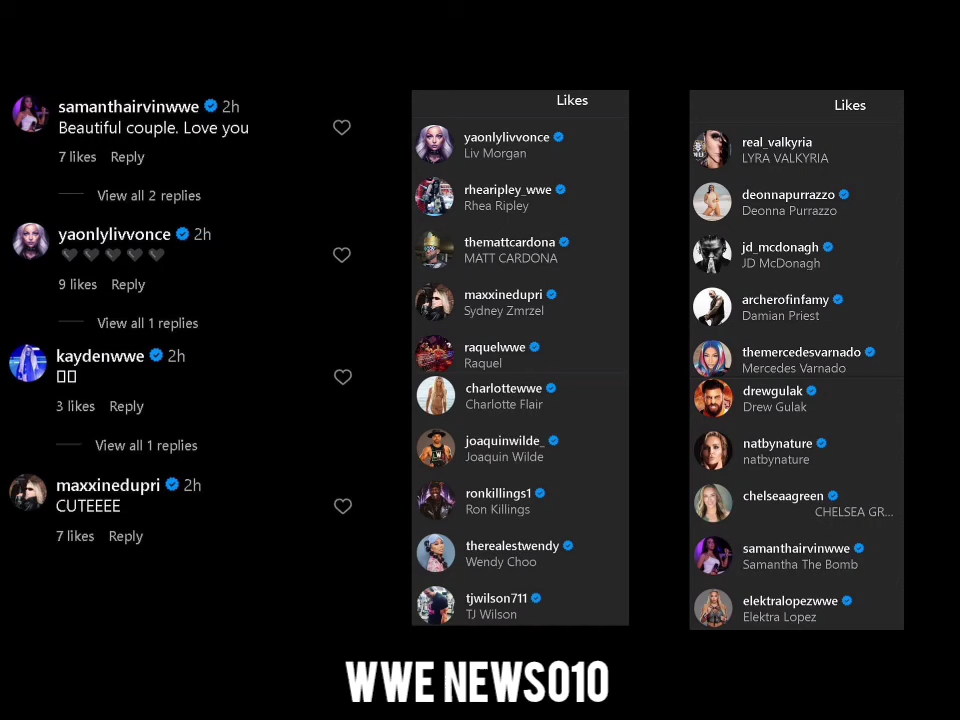 samanthairvinwwe 2h
Beautiful couple. Love you
7 likes Reply
View all 2 replies
yaonlylivvonce 2h
🖤🖤🖤🖤🖤
9 likes Reply
View all 1 replies
kaydenwwe 2h
▯▯
3 likes Reply
View all 1 replies
maxxinedupri 2h
CUTEEEE
7 likes Reply
Likes
yaonlylivvonce
Liv Morgan
rhearipley_wwe
Rhea Ripley
themattcardona
MATT CARDONA
maxxinedupri
Sydney Zmrzel
raquelwwe
Raquel
charlottewwe
Charlotte Flair
joaquinwilde_
Joaquin Wilde
ronkillings1
Ron Killings
therealestwendy
Wendy Choo
tjwilson711
TJ Wilson
Likes
real_valkyria
LYRA VALKYRIA
deonnapurrazzo
Deonna Purrazzo
jd_mcdonagh
JD McDonagh
archerofinfamy
Damian Priest
themercedesvarnado
Mercedes Varnado
drewgulak
Drew Gulak
natbynature
natbynature
chelseaagreen
CHELSEA GR...
samanthairvinwwe
Samantha The Bomb
elektralopezwwe
Elektra Lopez
WWE NEWS010